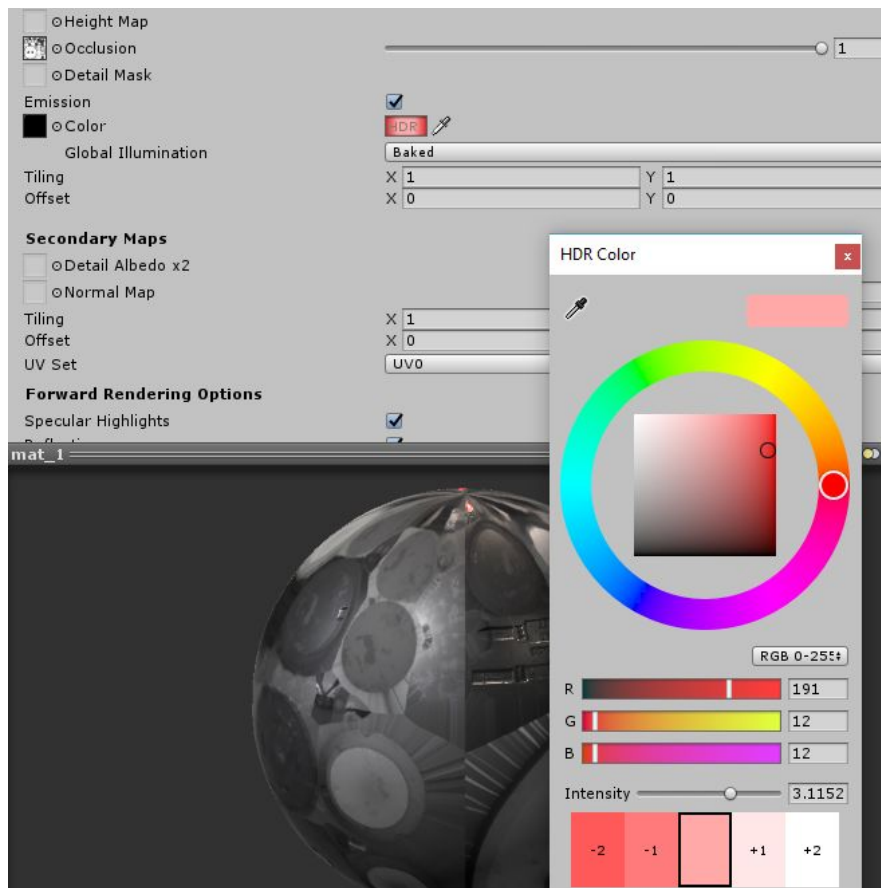 Height Map
Occlusion 1
Detail Mask
Emission
Color HDR
Global Illumination Baked
Tiling X 1 Y 1
Offset X 0 Y 0
Secondary Maps
Detail Albedo x2
Normal Map
Tiling X 1
Offset X 0
UV Set UV0
Forward Rendering Options
Specular Highlights
mat_1
HDR Color
x
RGB 0-255
R 191
G 12
B 12
Intensity 3.1152
-2 -1 +1 +2